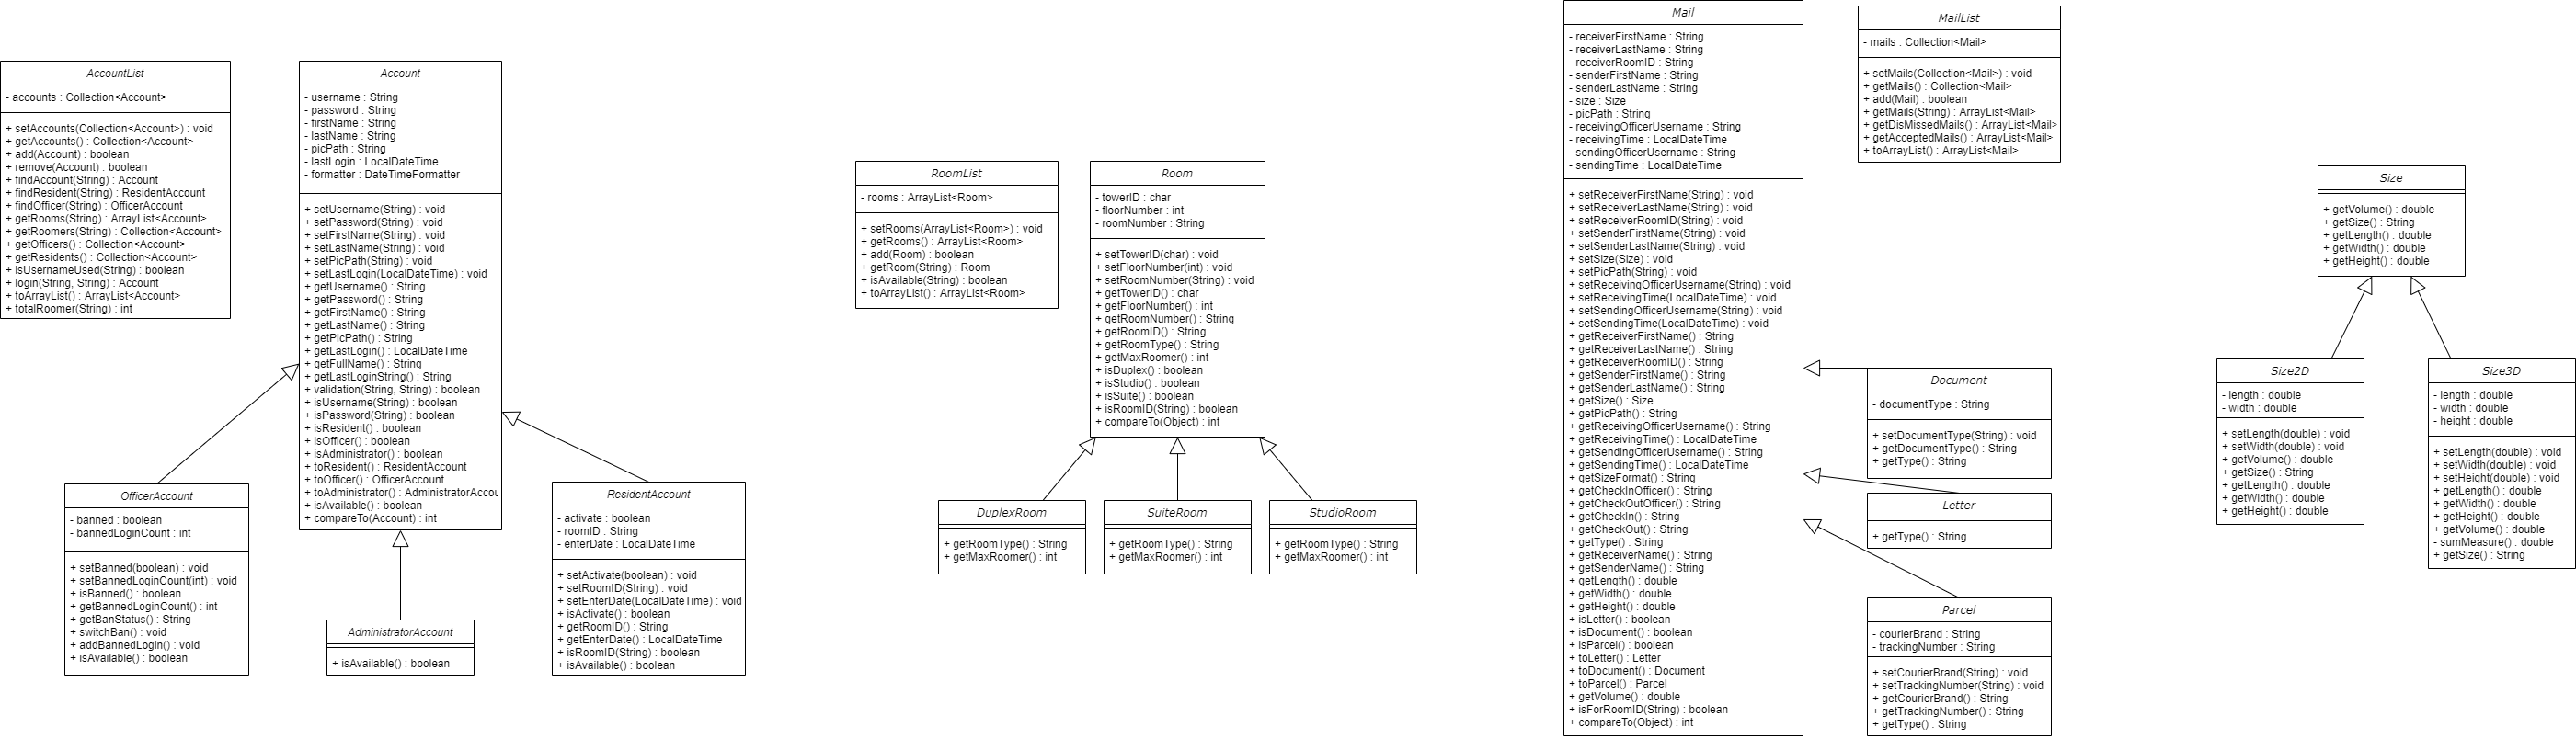 AccountList
- accounts : Collection<Account>
+ setAccounts(Collection<Account>) : void
+ getAccounts() : Collection<Account>
+ add(Account) : boolean
+ remove(Account) : boolean
+ findAccount(String) : Account
+ findResident(String) : ResidentAccount
+ findOfficer(String) : OfficerAccount
+ getRooms(String) : ArrayList<Account>
+ getRoomers(String) : Collection<Account>
+ getOfficers() : Collection<Account>
+ getResidents() : Collection<Account>
+ isUsernameUsed(String) : boolean
+ login(String, String) : Account
+ toArrayList() : ArrayList<Account>
+ totalRoomer(String) : int
Account
- username : String
- password : String
- firstName : String
- lastName : String
- picPath : String
- lastLogin : LocalDateTime
- formatter : DateTimeFormatter
+ setUsername(String) : void
+ setPassword(String) : void
+ setFirstName(String) : void
+ setLastName(String) : void
+ setPicPath(String) : void
+ setLastLogin(LocalDateTime) : void
+ getUsername() : String
+ getPassword() : String
+ getFirstName() : String
+ getLastName() : String
+ getPicPath() : String
+ getLastLogin() : LocalDateTime
+ getFullName() : String
+ getLastLoginString() : String
+ validation(String, String) : boolean
+ isUsername(String) : boolean
+ isPassword(String) : boolean
+ isResident() : boolean
+ isOfficer() : boolean
+ isAdministrator() : boolean
+ toResident() : ResidentAccount
+ toOfficer() : OfficerAccount
+ toAdministrator() : AdministratorAccou
+ isAvailable() : boolean
+ compareTo(Account) : int
OfficerAccount
- banned : boolean
- bannedLoginCount : int
+ setBanned(boolean) : void
+ setBannedLoginCount(int) : void
+ isBanned() : boolean
+ getBannedLoginCount() : int
+ getBanStatus() : String
+ switchBan() : void
+ addBannedLogin() : void
+ isAvailable() : boolean
AdministratorAccount
+ isAvailable() : boolean
ResidentAccount
- activate : boolean
- roomID : String
- enterDate : LocalDateTime
+ setActivate(boolean) : void
+ setRoomID(String) : void
+ setEnterDate(LocalDateTime) : void
+ isActivate() : boolean
+ getRoomID() : String
+ getEnterDate() : LocalDateTime
+ isRoomID(String) : boolean
+ isAvailable() : boolean
RoomList
- rooms : ArrayList<Room>
+ setRooms(ArrayList<Room>) : void
+ getRooms() : ArrayList<Room>
+ add(Room) : boolean
+ getRoom(String) : Room
+ isAvailable(String) : boolean
+ toArrayList() : ArrayList<Room>
Room
- towerID : char
- floorNumber : int
- roomNumber : String
+ setTowerID(char) : void
+ setFloorNumber(int) : void
+ setRoomNumber(String) : void
+ getTowerID() : char
+ getFloorNumber() : int
+ getRoomNumber() : String
+ getRoomID() : String
+ getRoomType() : String
+ getMaxRoomer() : int
+ isDuplex() : boolean
+ isStudio() : boolean
+ isSuite() : boolean
+ isRoomID(String) : boolean
+ compareTo(Object) : int
DuplexRoom
+ getRoomType() : String
+ getMaxRoomer() : int
SuiteRoom
+ getRoomType() : String
+ getMaxRoomer() : int
StudioRoom
+ getRoomType() : String
+ getMaxRoomer() : int
Mail
- receiverFirstName : String
- receiverLastName : String
- receiverRoomID : String
- senderFirstName : String
- senderLastName : String
- size : Size
- picPath : String
- receivingOfficerUsername : String
- receivingTime : LocalDateTime
- sendingOfficerUsername : String
- sendingTime : LocalDateTime
+ setReceiverFirstName(String) : void
+ setReceiverLastName(String) : void
+ setReceiverRoomID(String) : void
+ setSenderFirstName(String) : void
+ setSenderLastName(String) : void
+ setSize(Size) : void
+ setPicPath(String) : void
+ setReceivingOfficerUsername(String) : void
+ setReceivingTime(LocalDateTime) : void
+ setSendingOfficerUsername(String) : void
+ setSendingTime(LocalDateTime) : void
+ getReceiverFirstName() : String
+ getReceiverLastName() : String
+ getReceiverRoomID() : String
+ getSenderFirstName() : String
+ getSenderLastName() : String
+ getSize() : Size
+ getPicPath() : String
+ getReceivingOfficerUsername() : String
+ getReceivingTime() : LocalDateTime
+ getSendingOfficerUsername() : String
+ getSendingTime() : LocalDateTime
+ getSizeFormat() : String
+ getCheckInOfficer() : String
+ getCheckOutOfficer() : String
+ getCheckIn() : String
+ getCheckOut() : String
+ getType() : String
+ getReceiverName() : String
+ getSenderName() : String
+ getLength() : double
+ getWidth() : double
+ getHeight() : double
+ isLetter() : boolean
+ isDocument() : boolean
+ isParcel() : boolean
+ toLetter() : Letter
+ toDocument() : Document
+ toParcel() : Parcel
+ getVolume() : double
+ isForRoomID(String) : boolean
+ compareTo(Object) : int
MailList
- mails : Collection<Mail>
+ setMails(Collection<Mail>) : void
+ getMails() : Collection<Mail>
+ add(Mail) : boolean
+ getMails(String) : ArrayList<Mail>
+ getDisMissedMails() : ArrayList<Mail>
+ getAcceptedMails() : ArrayList<Mail>
+ toArrayList() : ArrayList<Mail>
Document
- documentType : String
+ setDocumentType(String) : void
+ getDocumentType() : String
+ getType() : String
Letter
+ getType() : String
Parcel
- courierBrand : String
- trackingNumber : String
+ setCourierBrand(String) : void
+ setTrackingNumber(String) : void
+ getCourierBrand() : String
+ getTrackingNumber() : String
+ getType() : String
Size
+ getVolume() : double
+ getSize() : String
+ getLength() : double
+ getWidth() : double
+ getHeight() : double
Size2D
- length : double
- width : double
+ setLength(double) : void
+ setWidth(double) : void
+ getVolume() : double
+ getSize() : String
+ getLength() : double
+ getWidth() : double
+ getHeight() : double
Size3D
- length : double
- width : double
- height : double
+ setLength(double) : void
+ setWidth(double) : void
+ setHeight(double) : void
+ getLength() : double
+ getWidth() : double
+ getHeight() : double
+ getVolume() : double
- sumMeasure() : double
+ getSize() : String